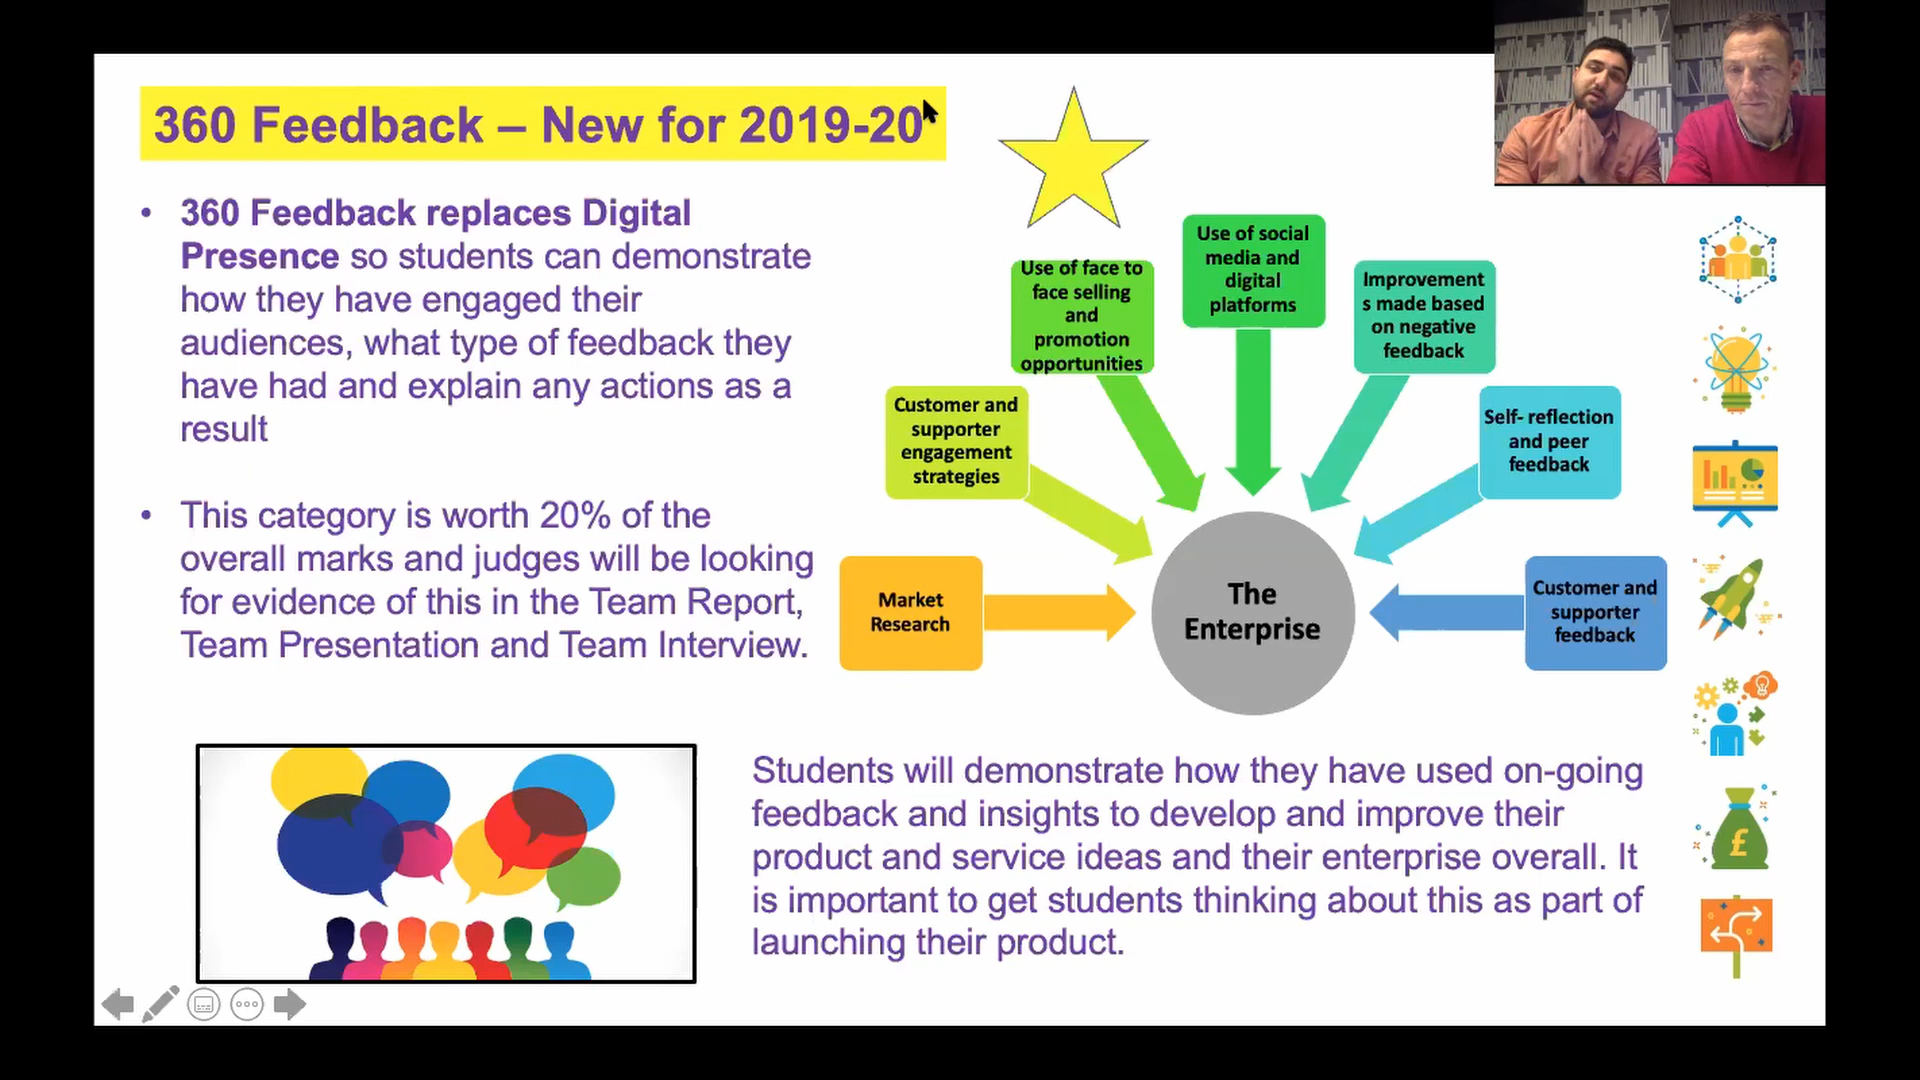 360 Feedback – New for 2019-20
• 360 Feedback replaces Digital
Presence so students can demonstrate
how they have engaged their
audiences, what type of feedback they
have had and explain any actions as a
result
• This category is worth 20% of the
overall marks and judges will be looking
for evidence of this in the Team Report,
Team Presentation and Team Interview.
Market
Research
Customer and
supporter
engagement
strategies
Use of face to
face selling
and
promotion
opportunities
Use of social
media and
digital
platforms
Improvement
s made based
on negative
feedback
Self- reflection
and peer
feedback
Customer and
supporter
feedback
The
Enterprise
Students will demonstrate how they have used on-going
feedback and insights to develop and improve their
product and service ideas and their enterprise overall. It
is important to get students thinking about this as part of
launching their product.
£